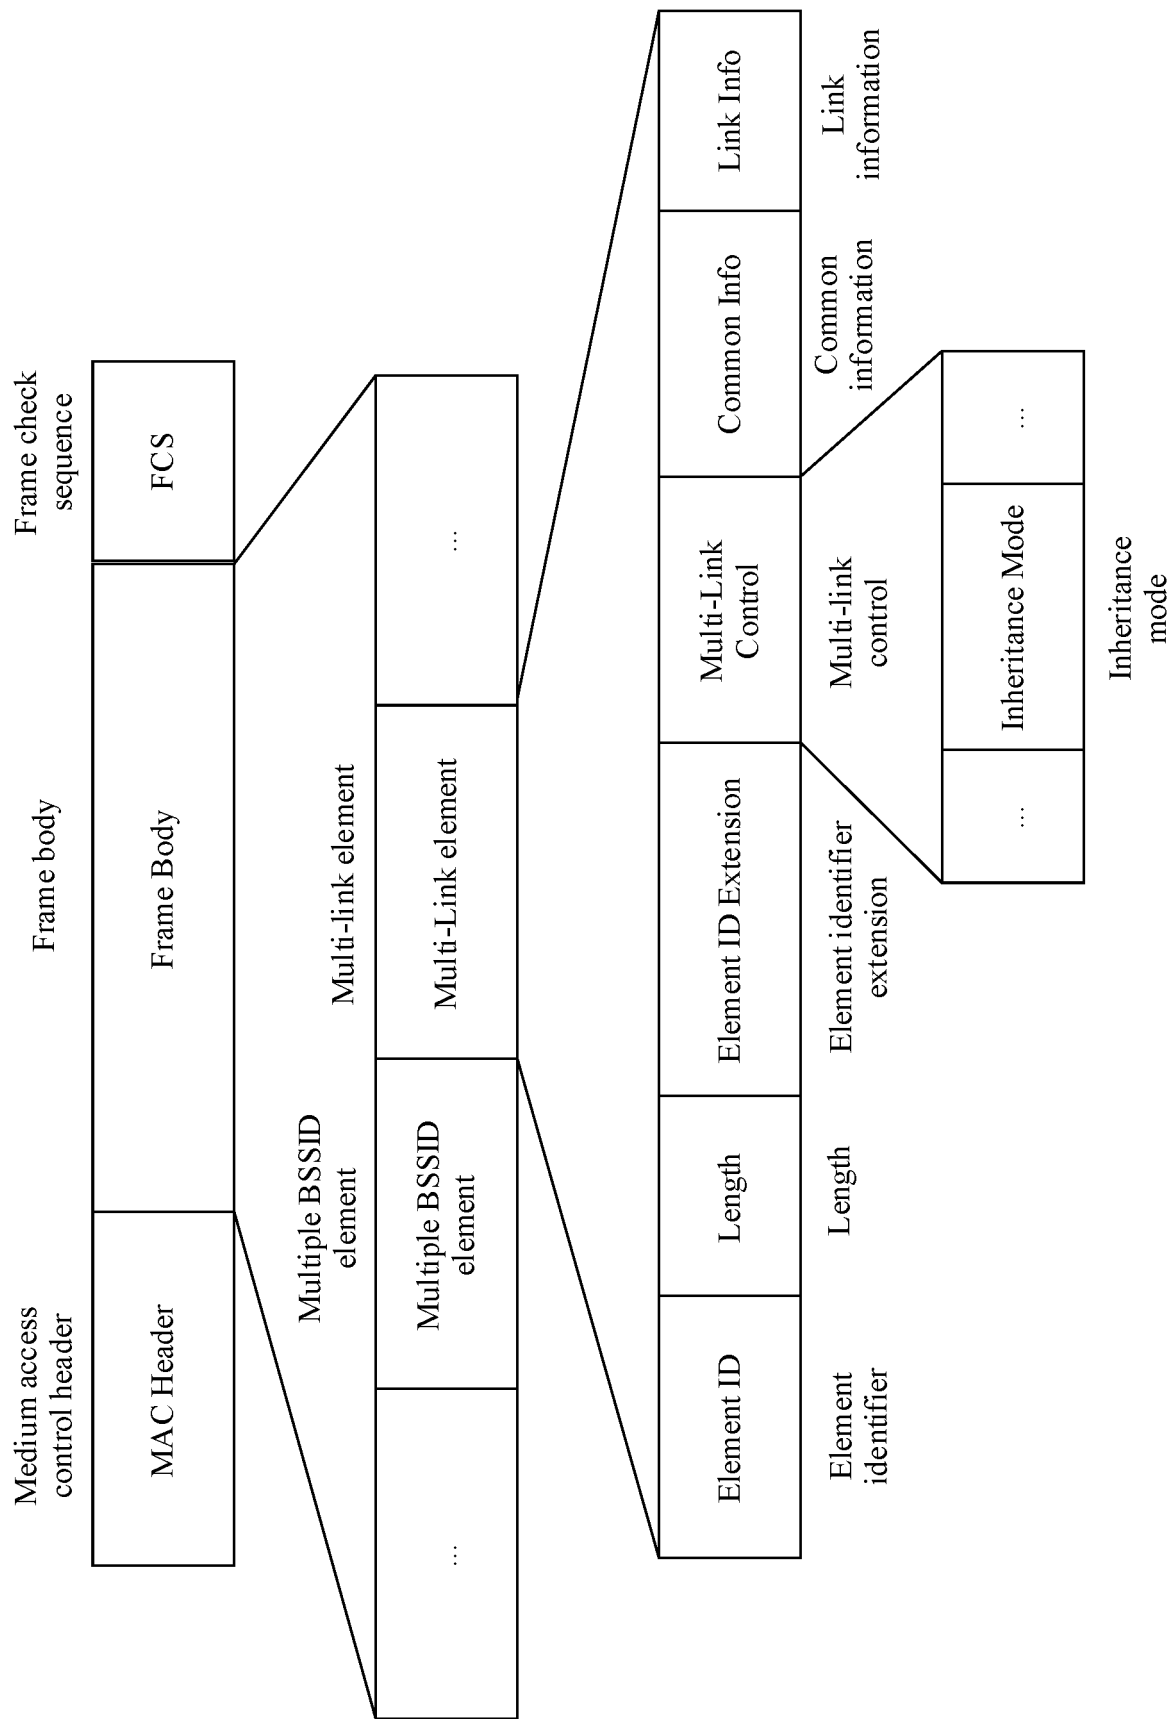 Medium access
control header
Frame body
Frame check
sequence
MAC Header
Frame Body
FCS
Multiple BSSID
element
Multi-link element
...
Multiple BSSID
element
Multi-Link element
...
Element ID
Length
Element ID Extension
Multi-Link
Control
Common Info
Link Info
Element
identifier
Length
Element identifier
extension
Multi-link
control
Common
information
Link
information
...
Inheritance Mode
...
Inheritance
mode